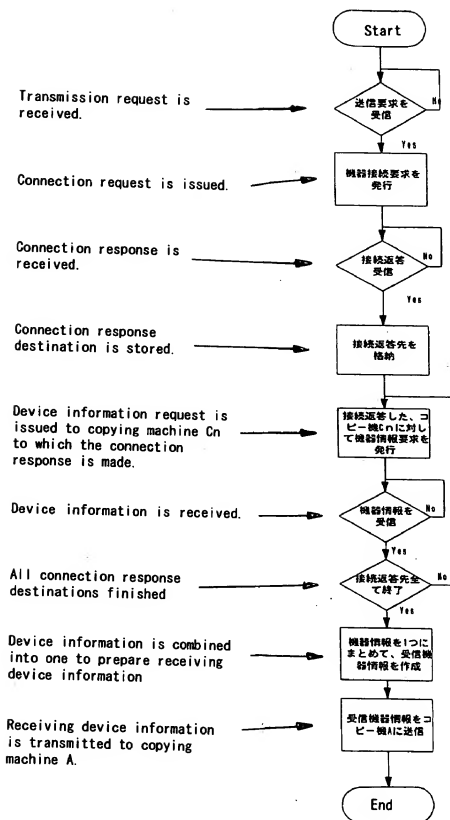 Start
Transmission request is
received.
送信要求を
受信
No
Yes
Connection request is issued.
機器接続要求を
発行
Connection response is
received.
接続返答
受信
No
Yes
Connection response
destination is stored.
接続返答先を
格納
Device information request is
issued to copying machine Cn
to which the connection
response is made.
接続返答した、コ
ピー機Cnに対し
て機器情報要求を
発行
Device information is received.
機器情報を
受信
No
Yes
All connection response
destinations finished
接続返答先全
て終了
No
Yes
Device information is combined
into one to prepare receiving
device information
機器情報を1つに
まとめて、受信機
器情報を作成
Receiving device information
is transmitted to copying
machine A.
受信機器情報をコ
ピー機Aに送信
End